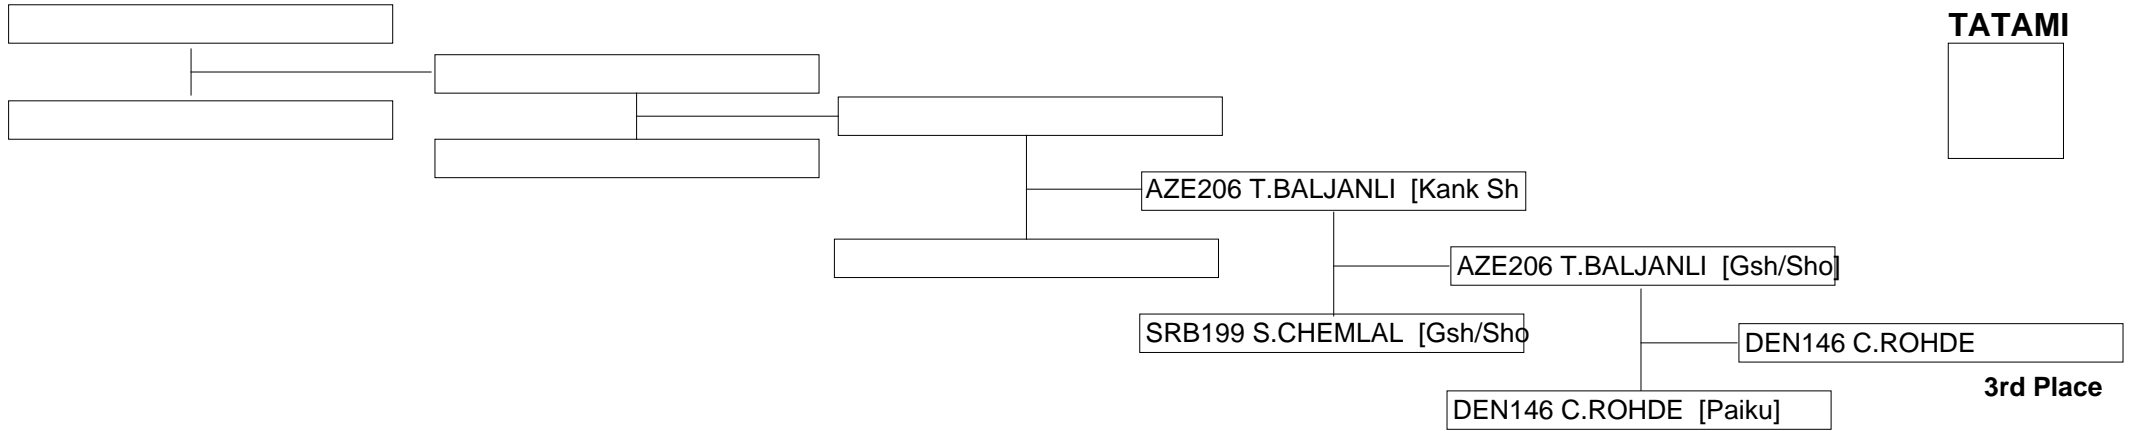 TATAMI
AZE206 T.BALJANLI  [Kank Sh
AZE206 T.BALJANLI  [Gsh/Sho]
SRB199 S.CHEMLAL  [Gsh/Sho
DEN146 C.ROHDE
3rd Place
DEN146 C.ROHDE  [Paiku]